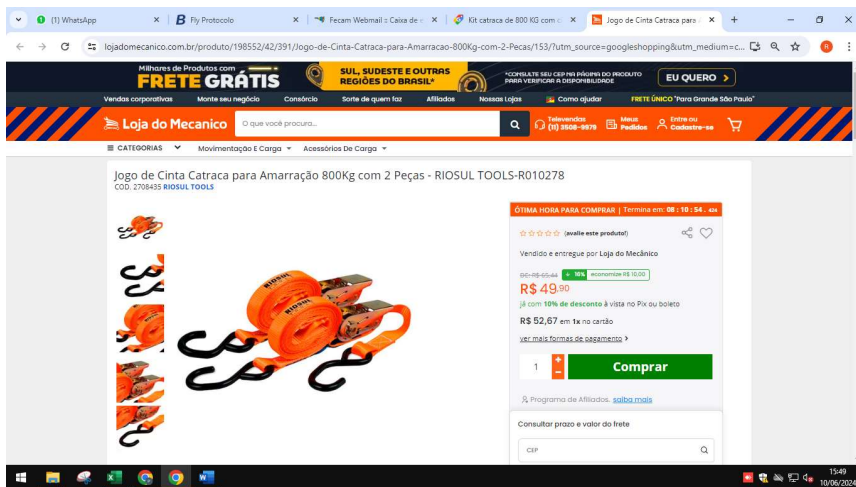 (1) WhatsApp
Fly Protocolo
Fecam Webmail :: Caixa de e
Kit catraca de 800 KG com
Jogo de Cinta Catraca para
lojadomecanico.com.br/produto/198552/42/391/Jogo-de-Cinta-Catraca-para-Amarracao-800Kg-com-2-Pecas/153/?utm_source=googleshopping&utm_medium=c...
Milhares de Produtos com
FRETE GRÁTIS
SUL, SUDESTE E OUTRAS
REGIÕES DO BRASIL*
*CONSULTE SEU CEP NA PÁGINA DO PRODUTO
PARA VERIFICAR A DISPONIBILIDADE
EU QUERO >
Vendas corporativas Monte seu negócio Consórcio Sorte de quem faz Afiliados Nossas Lojas Como ajudar FRETE ÚNICO "Para Grande São Paulo"
Loja do Mecanico
O que você procura...
Televendas
(11) 3508-9979
Meus
Pedidos
Entre ou
Cadastre-se
CATEGORIAS Movimentação E Carga Acessórios De Carga
Jogo de Cinta Catraca para Amarração 800Kg com 2 Peças - RIOSUL TOOLS-R010278
COD. 2708435 RIOSUL TOOLS
RIOSUL
RIOSUL
ÓTIMA HORA PARA COMPRAR | Termina em: 08 : 10 : 54 . 424
(avalie este produto!)
Vendido e entregue por Loja do Mecânico
DE: R$ 65,44 10% economize R$ 10,00
R$ 49,90
já com 10% de desconto à vista no Pix ou boleto
R$ 52,67 em 1x no cartão
ver mais formas de pagamento >
1 + - Comprar
Programa de Afiliados. saiba mais
Consultar prazo e valor do frete
CEP
15:49
10/06/2024